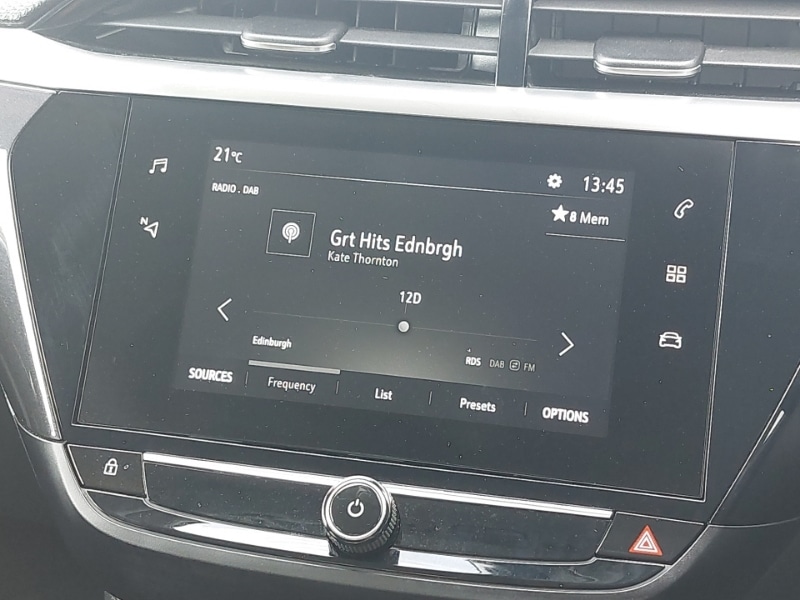 21°C
13:45
RADIO . DAB
8 Mem
Grt Hits Ednbrgh
Kate Thornton
12D
Edinburgh
RDS DAB FM
SOURCES Frequency List Presets OPTIONS
N